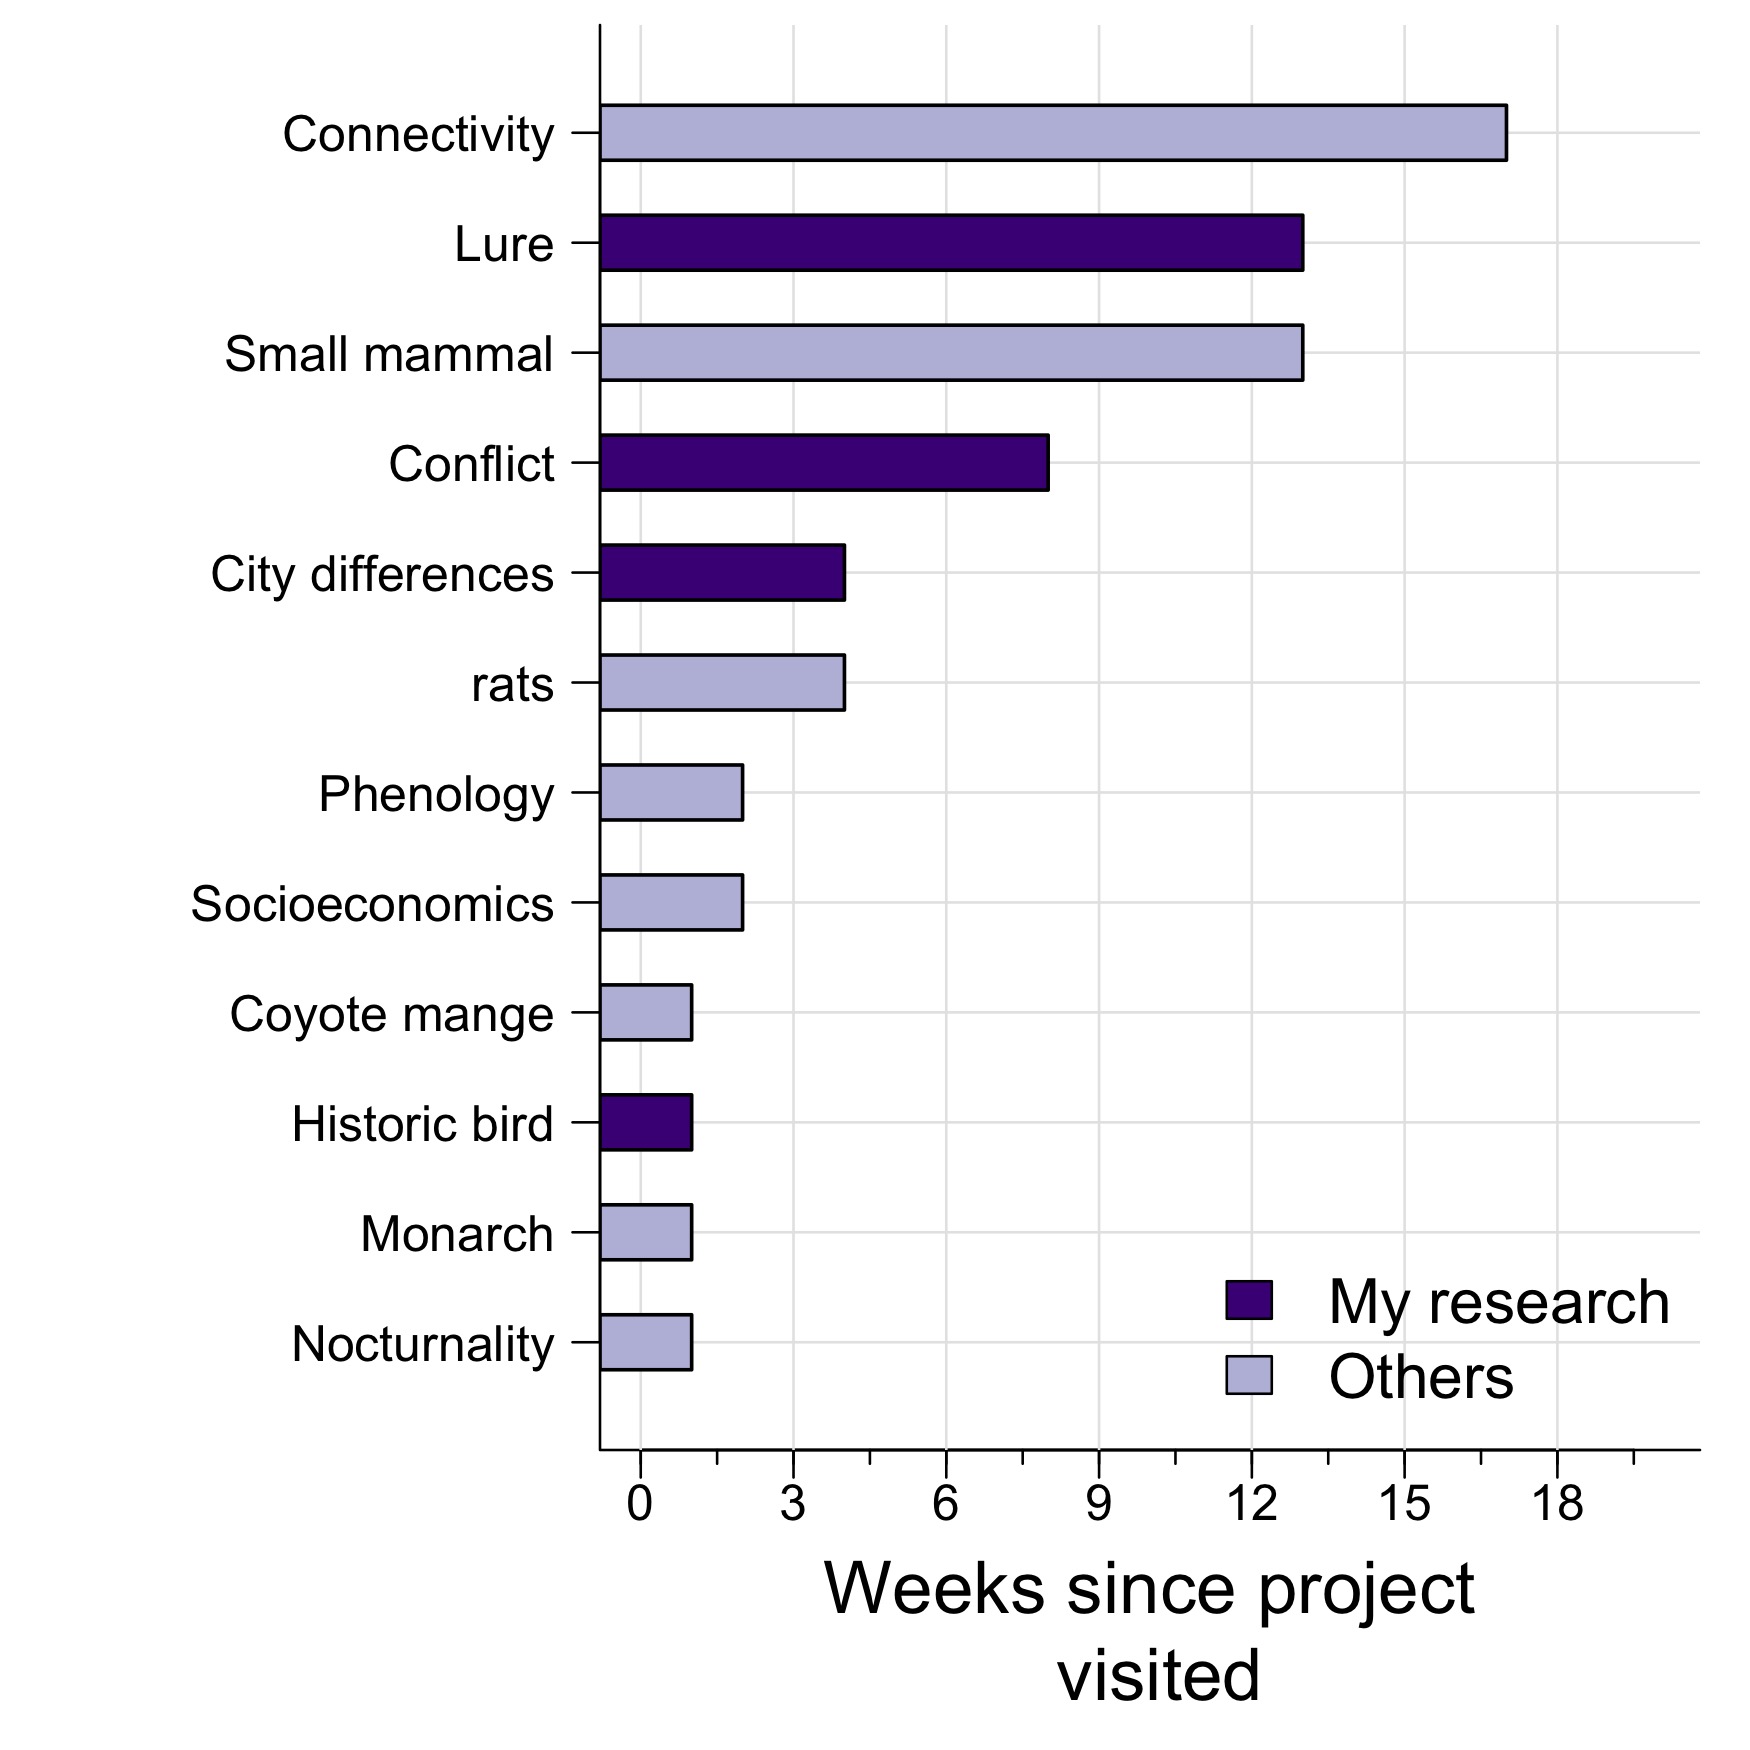 Connectivity
Lure
Small mammal
Conflict
City differences
rats
Phenology
Socioeconomics
Coyote mange
Historic bird
Monarch
Nocturnality
My research
Others
0 3 6 9 12 15 18
Weeks since project
visited